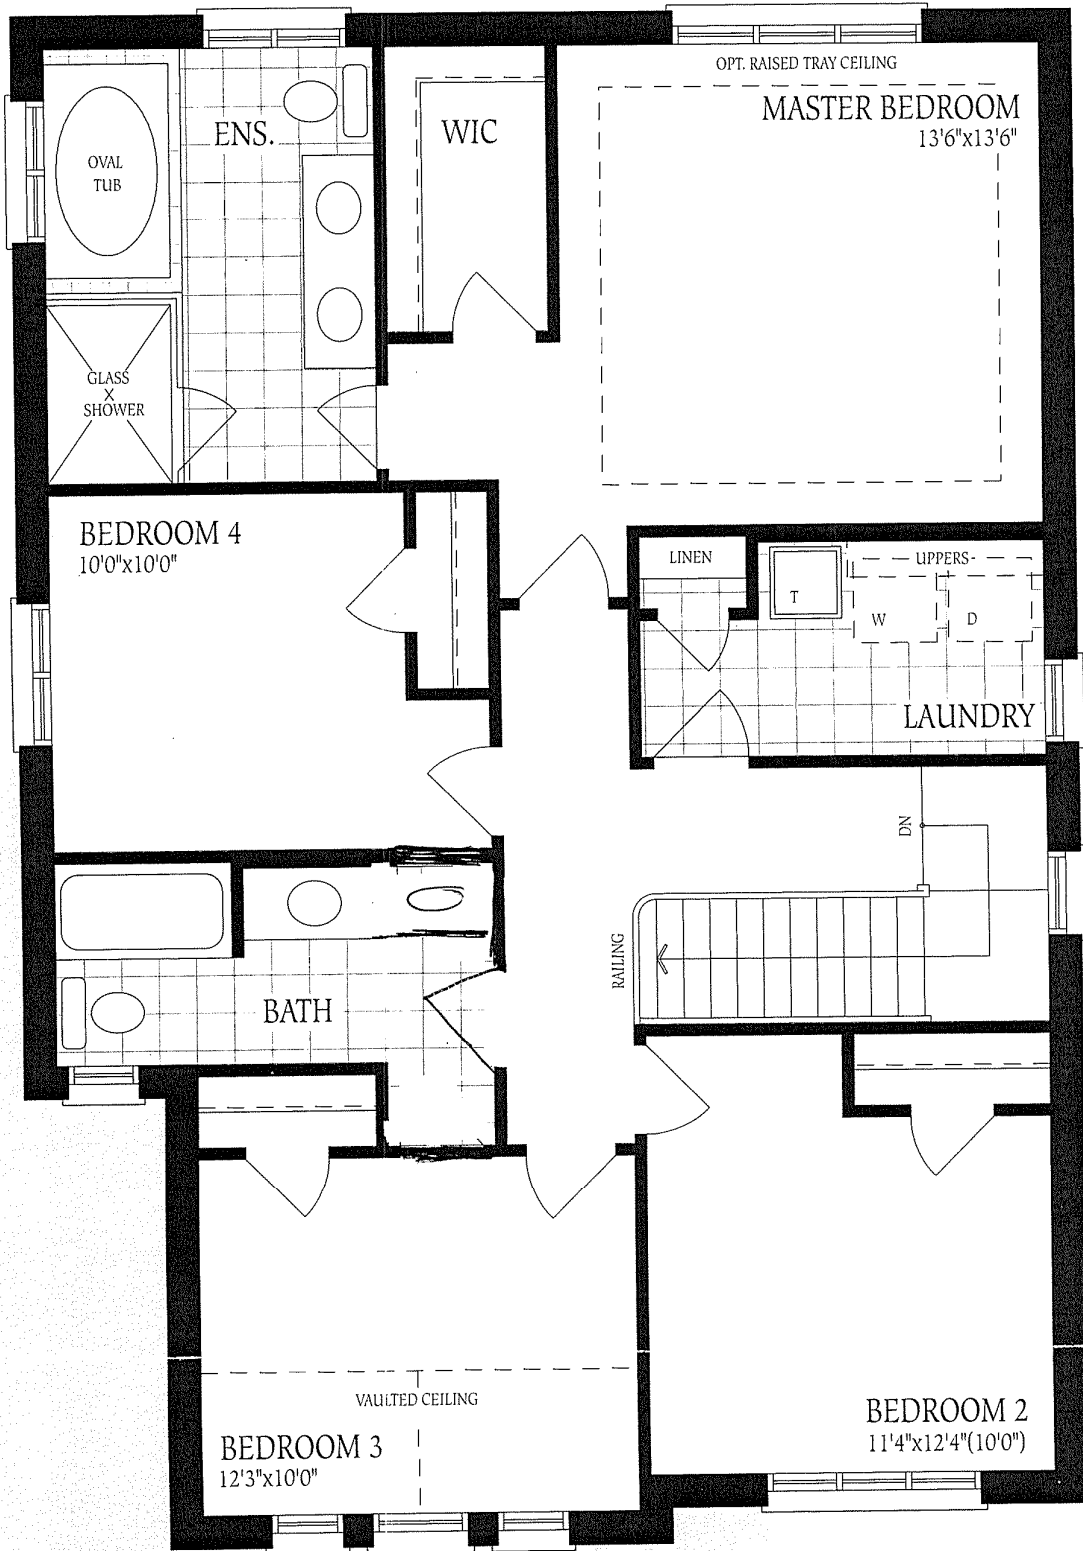 OPT. RAISED TRAY CEILING
MASTER BEDROOM
13'6"x13'6"
ENS.
WIC
OVAL
TUB
GLASS
X
SHOWER
BEDROOM 4
10'0"x10'0"
LINEN
UPPERS
T
W
D
LAUNDRY
DN
RAILING
BATH
VAULTED CEILING
BEDROOM 3
12'3"x10'0"
BEDROOM 2
11'4"x12'4"(10'0")